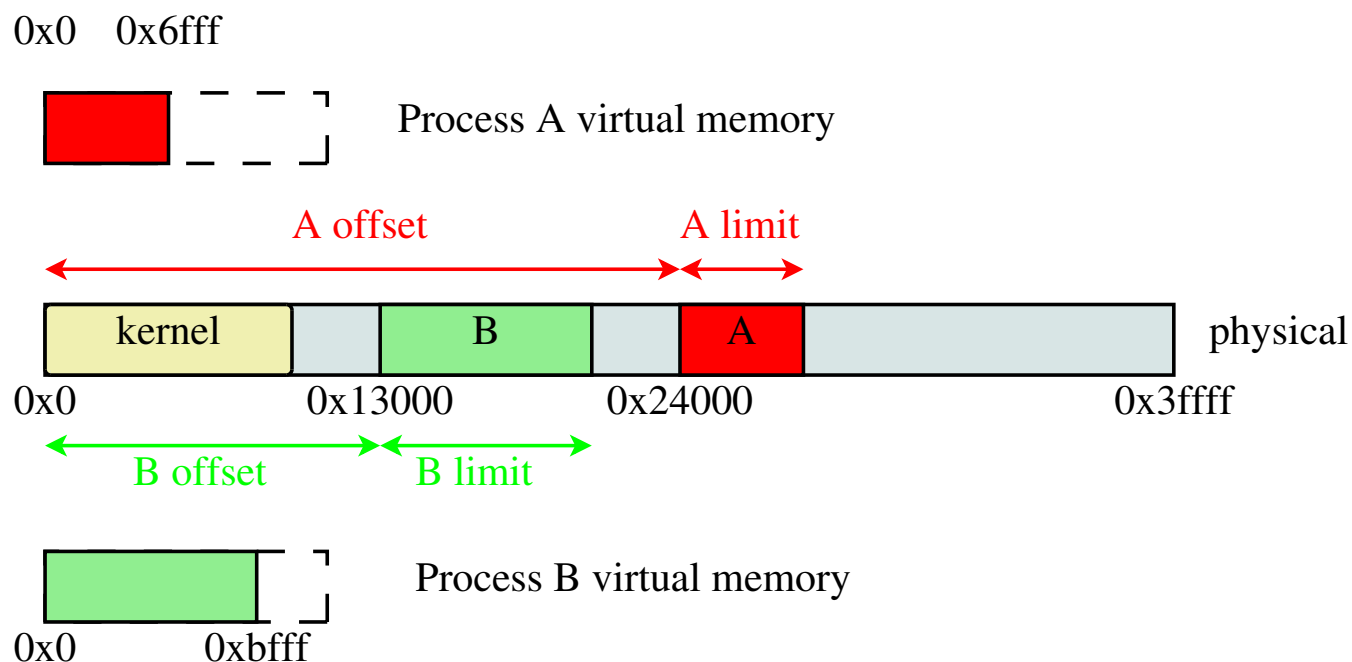 0x0 0x6fff
Process A virtual memory
A offset A limit
kernel B A physical
0x0 0x13000 0x24000 0x3ffff
B offset B limit
Process B virtual memory
0x0 0xbfff